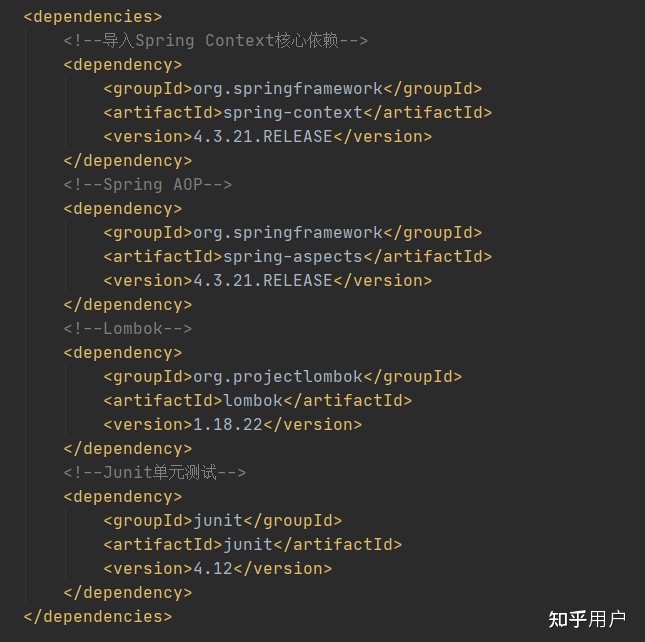 <dependencies>
<!--导入Spring Context核心依赖-->
<dependency>
<groupId>org.springframework</groupId>
<artifactId>spring-context</artifactId>
<version>4.3.21.RELEASE</version>
</dependency>
<!--Spring AOP-->
<dependency>
<groupId>org.springframework</groupId>
<artifactId>spring-aspects</artifactId>
<version>4.3.21.RELEASE</version>
</dependency>
<!--Lombok-->
<dependency>
<groupId>org.projectlombok</groupId>
<artifactId>lombok</artifactId>
<version>1.18.22</version>
</dependency>
<!--Junit单元测试-->
<dependency>
<groupId>junit</groupId>
<artifactId>junit</artifactId>
<version>4.12</version>
</dependency>
</dependencies>
知乎用户